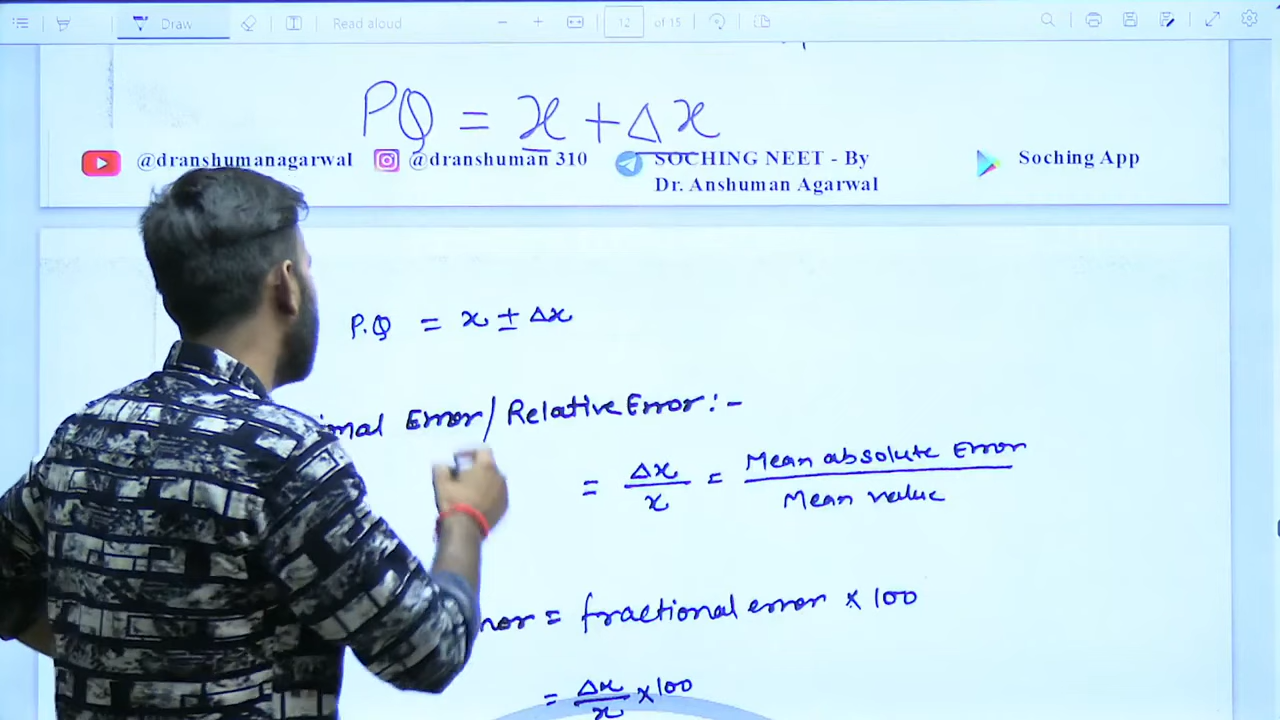 Draw Read aloud 12 of 15
PQ = x + Δx
@dranshumanagarwal @dranshuman 310 SOCHING NEET - By Soching App
Dr. Anshuman Agarwal
P.Q = x ± Δx
Error/Relative Error:-
= Δx/x = Mean absolute Error/Mean value
= fractional error × 100
= Δx/x × 100